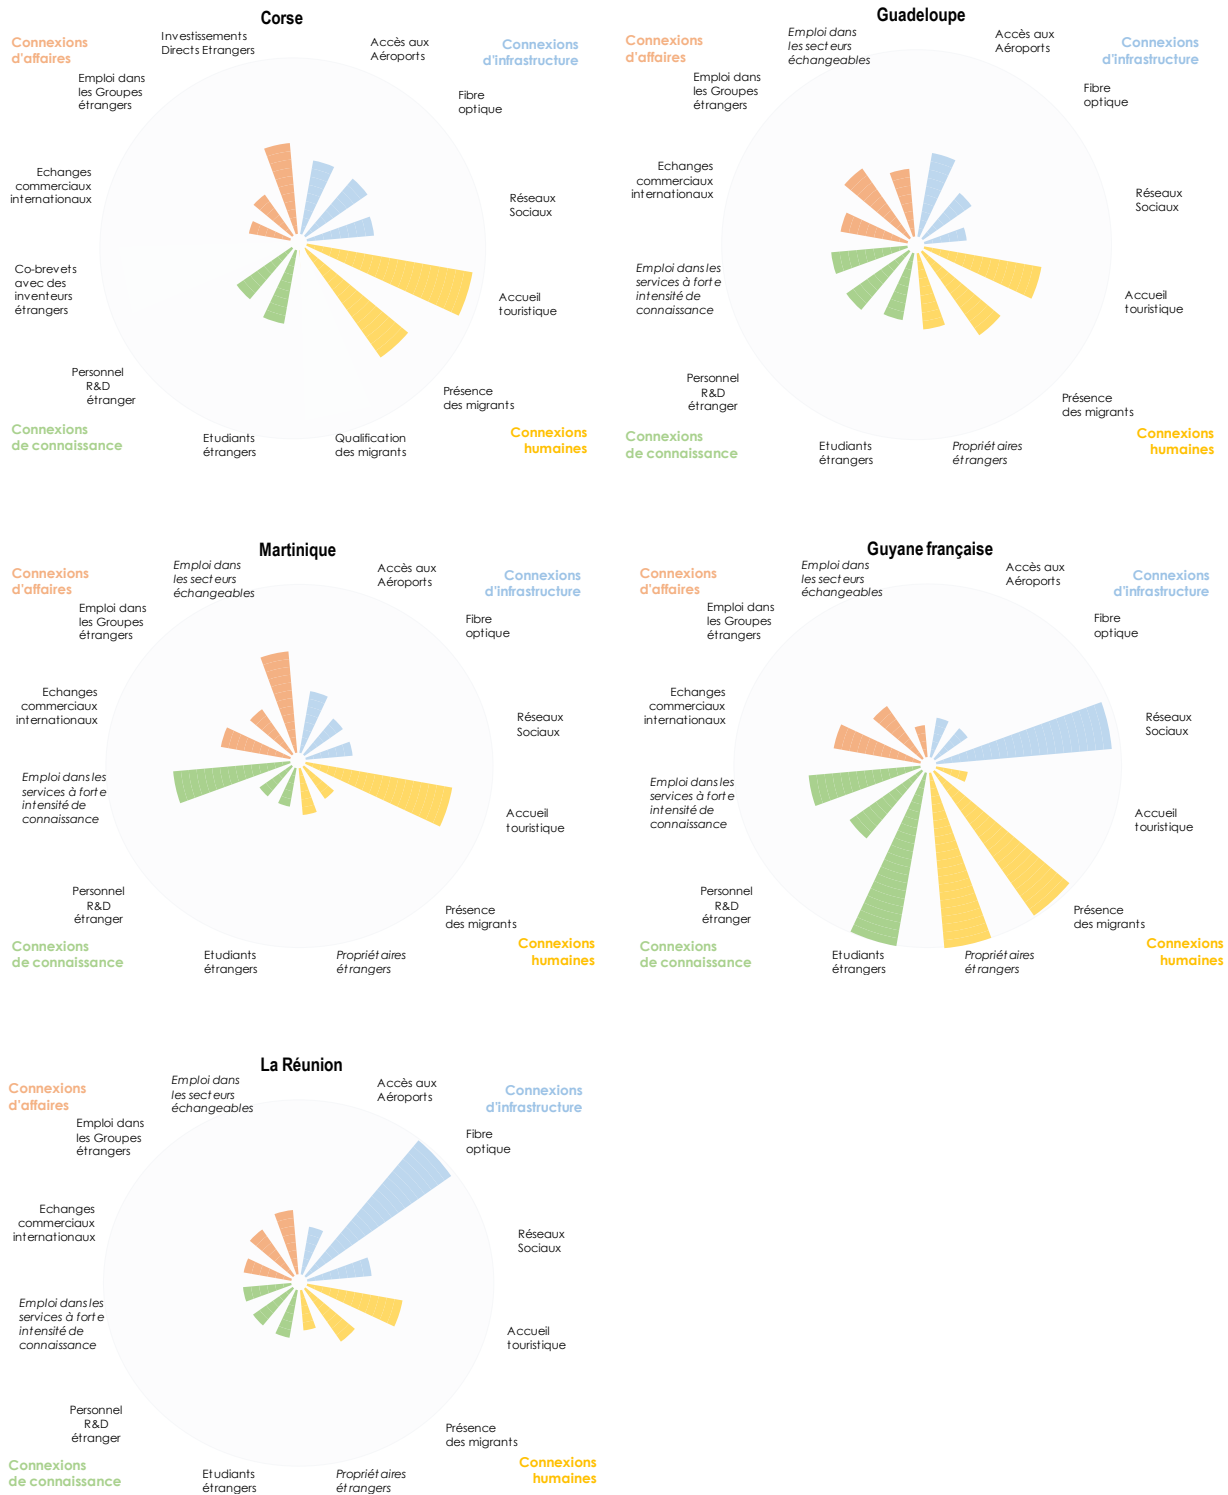 Corse
Connexions
d'affaires
Investissements
Directs Etrangers
Accès aux
Aéroports
Connexions
d'infrastructure
Emploi dans
les Groupes
étrangers
Fibre
optique
Echanges
commerciaux
internationaux
Réseaux
Sociaux
Co-brevets
avec des
inventeurs
étrangers
Accueil
touristique
Personnel
R&D
étranger
Présence
des migrants
Connexions
de connaissance
Etudiants
étrangers
Qualification
des migrants
Connexions
humaines
Guadeloupe
Connexions
d'affaires
Emploi dans
les secteurs
échangeables
Accès aux
Aéroports
Connexions
d'infrastructure
Emploi dans
les Groupes
étrangers
Fibre
optique
Echanges
commerciaux
internationaux
Réseaux
Sociaux
Emploi dans les
services à forte
intensité de
connaissance
Accueil
touristique
Personnel
R&D
étranger
Présence
des migrants
Connexions
de connaissance
Etudiants
étrangers
Propriétaires
étrangers
Connexions
humaines
Martinique
Connexions
d'affaires
Emploi dans
les secteurs
échangeables
Accès aux
Aéroports
Connexions
d'infrastructure
Emploi dans
les Groupes
étrangers
Fibre
optique
Echanges
commerciaux
internationaux
Réseaux
Sociaux
Emploi dans les
services à forte
intensité de
connaissance
Accueil
touristique
Personnel
R&D
étranger
Présence
des migrants
Connexions
de connaissance
Etudiants
étrangers
Propriétaires
étrangers
Connexions
humaines
Guyane française
Connexions
d'affaires
Emploi dans
les secteurs
échangeables
Accès aux
Aéroports
Connexions
d'infrastructure
Emploi dans
les Groupes
étrangers
Fibre
optique
Echanges
commerciaux
internationaux
Réseaux
Sociaux
Emploi dans les
services à forte
intensité de
connaissance
Accueil
touristique
Personnel
R&D
étranger
Présence
des migrants
Connexions
de connaissance
Etudiants
étrangers
Propriétaires
étrangers
Connexions
humaines
La Réunion
Connexions
d'affaires
Emploi dans
les secteurs
échangeables
Accès aux
Aéroports
Connexions
d'infrastructure
Emploi dans
les Groupes
étrangers
Fibre
optique
Echanges
commerciaux
internationaux
Réseaux
Sociaux
Emploi dans les
services à forte
intensité de
connaissance
Accueil
touristique
Personnel
R&D
étranger
Présence
des migrants
Connexions
de connaissance
Etudiants
étrangers
Propriétaires
étrangers
Connexions
humaines